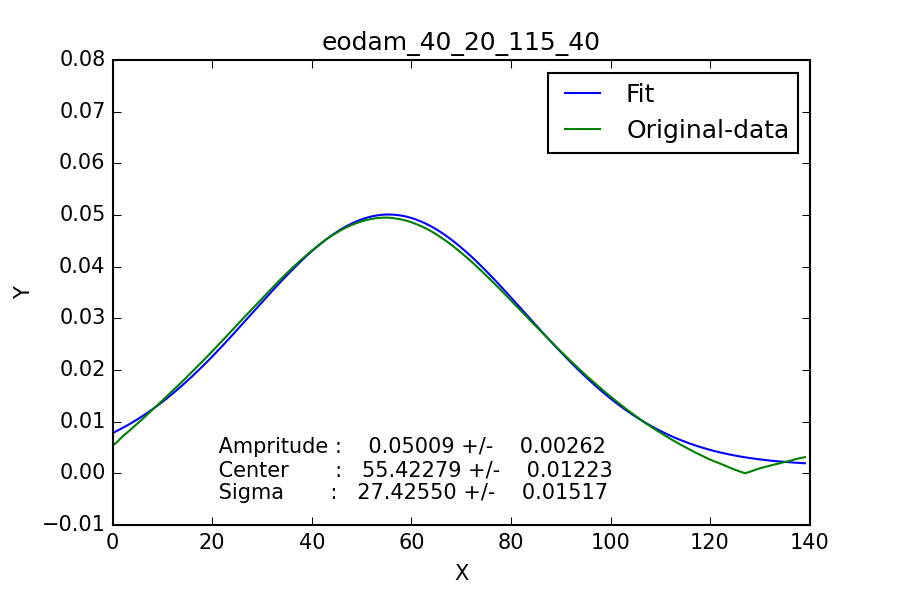 eodam_40_20_115_40
0.08
0.07
0.06
0.05
0.04
0.03
0.02
0.01
0.00
−0.01
Y
Fit
Original-data
Ampritude : 0.05009 +/- 0.00262
Center : 55.42279 +/- 0.01223
Sigma : 27.42550 +/- 0.01517
0 20 40 60 80 100 120 140
X